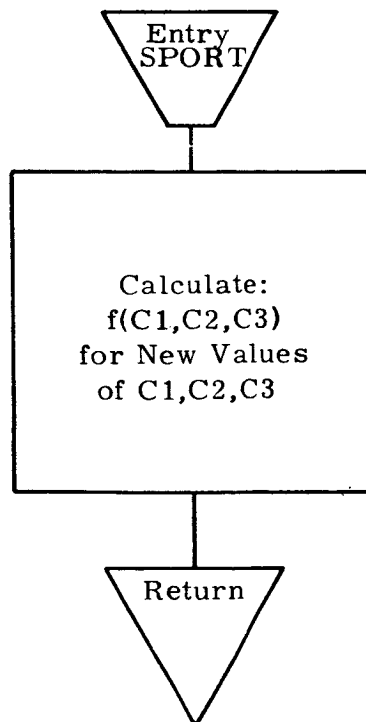 Entry
SPORT
Calculate:
f(C1,C2,C3)
for New Values
of C1,C2,C3
Return